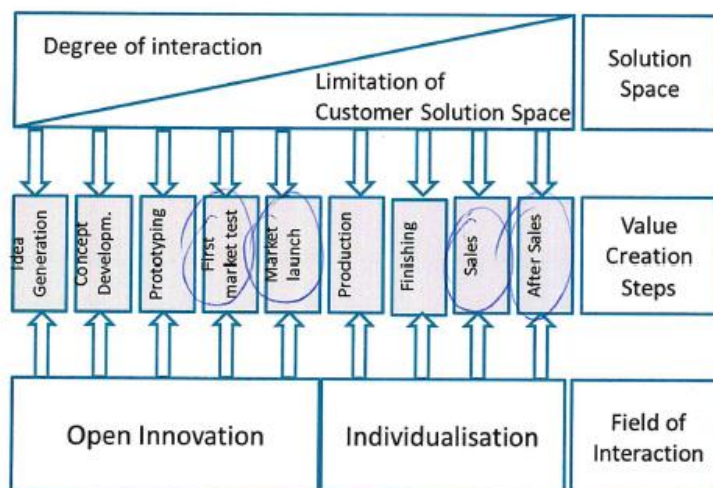 Degree of interaction
Limitation of
Customer Solution Space
Solution
Space
Idea
Generation
Concept
Developm.
Prototyping
First
market test
Market
launch
Production
Finishing
Sales
After Sales
Value
Creation
Steps
Open Innovation
Individualisation
Field of
Interaction